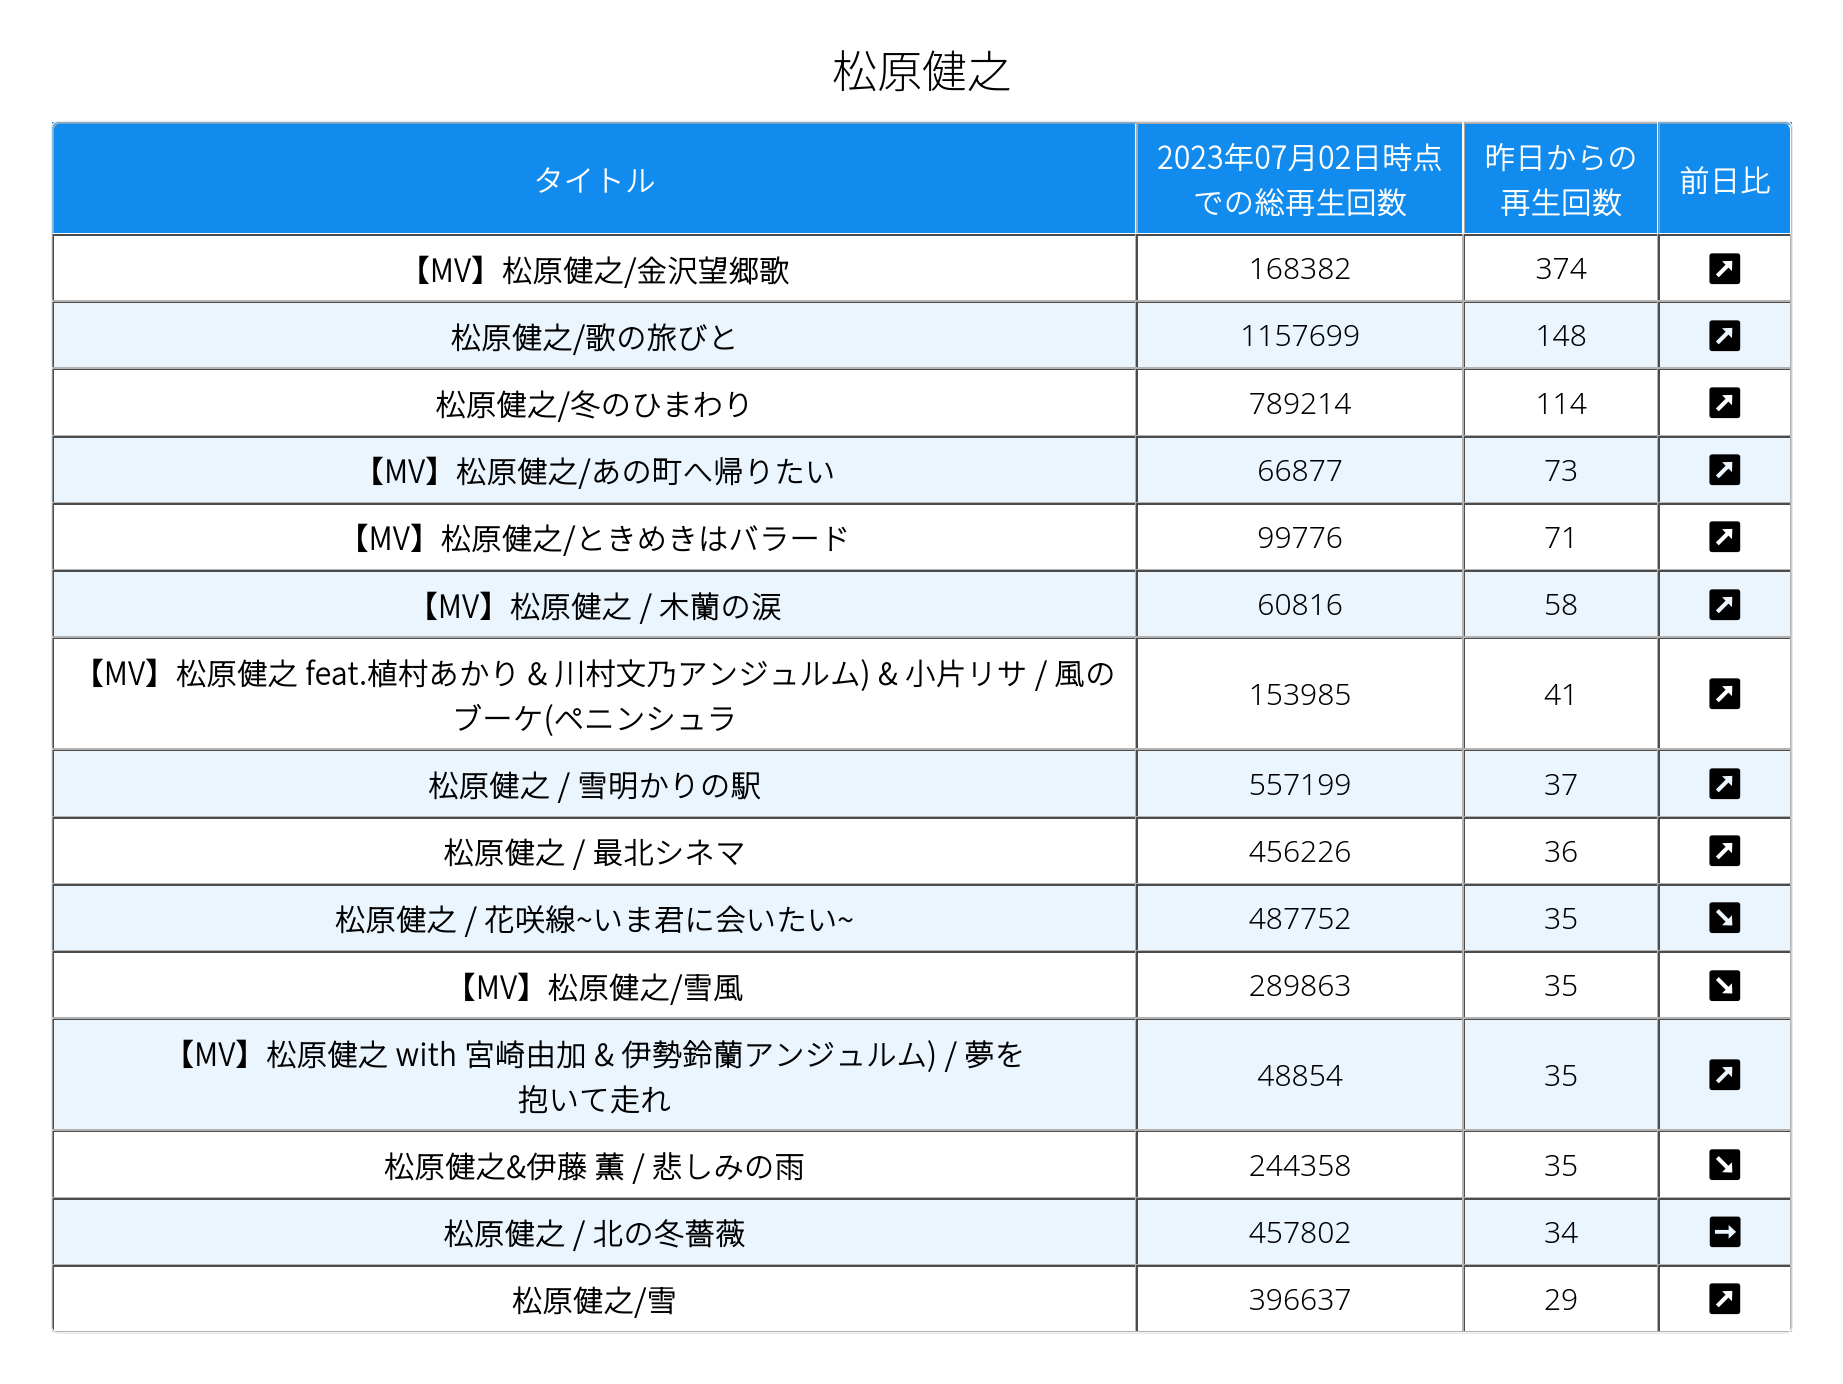 松原健之
タイトル
2023年07月02日時点
での総再生回数
昨日からの
再生回数
前日比
【MV】松原健之/金沢望郷歌 168382 374
松原健之/歌の旅びと 1157699 148
松原健之/冬のひまわり 789214 114
【MV】松原健之/あの町へ帰りたい 66877 73
【MV】松原健之/ときめきはバラード 99776 71
【MV】松原健之 / 木蘭の涙 60816 58
【MV】松原健之 feat.植村あかり & 川村文乃アンジュルム) & 小片リサ / 風の
ブーケ(ペニンシュラ
153985 41
松原健之 / 雪明かりの駅 557199 37
松原健之 / 最北シネマ 456226 36
松原健之 / 花咲線~いま君に会いたい~ 487752 35
【MV】松原健之/雪風 289863 35
【MV】松原健之 with 宮崎由加 & 伊勢鈴蘭アンジュルム) / 夢を
抱いて走れ
48854 35
松原健之&伊藤 薫 / 悲しみの雨 244358 35
松原健之 / 北の冬薔薇 457802 34
松原健之/雪 396637 29